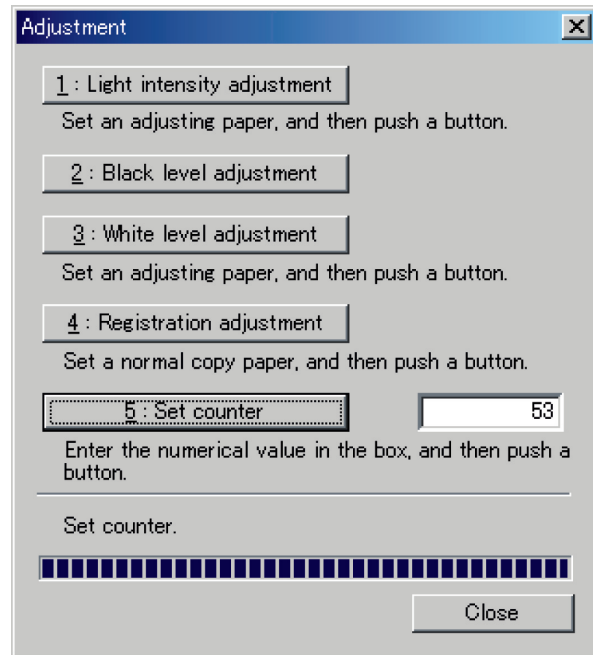 Adjustment
1 : Light intensity adjustment
Set an adjusting paper, and then push a button.
2 : Black level adjustment
3 : White level adjustment
Set an adjusting paper, and then push a button.
4 : Registration adjustment
Set a normal copy paper, and then push a button.
5 : Set counter 53
Enter the numerical value in the box, and then push a
button.
Set counter.
Close